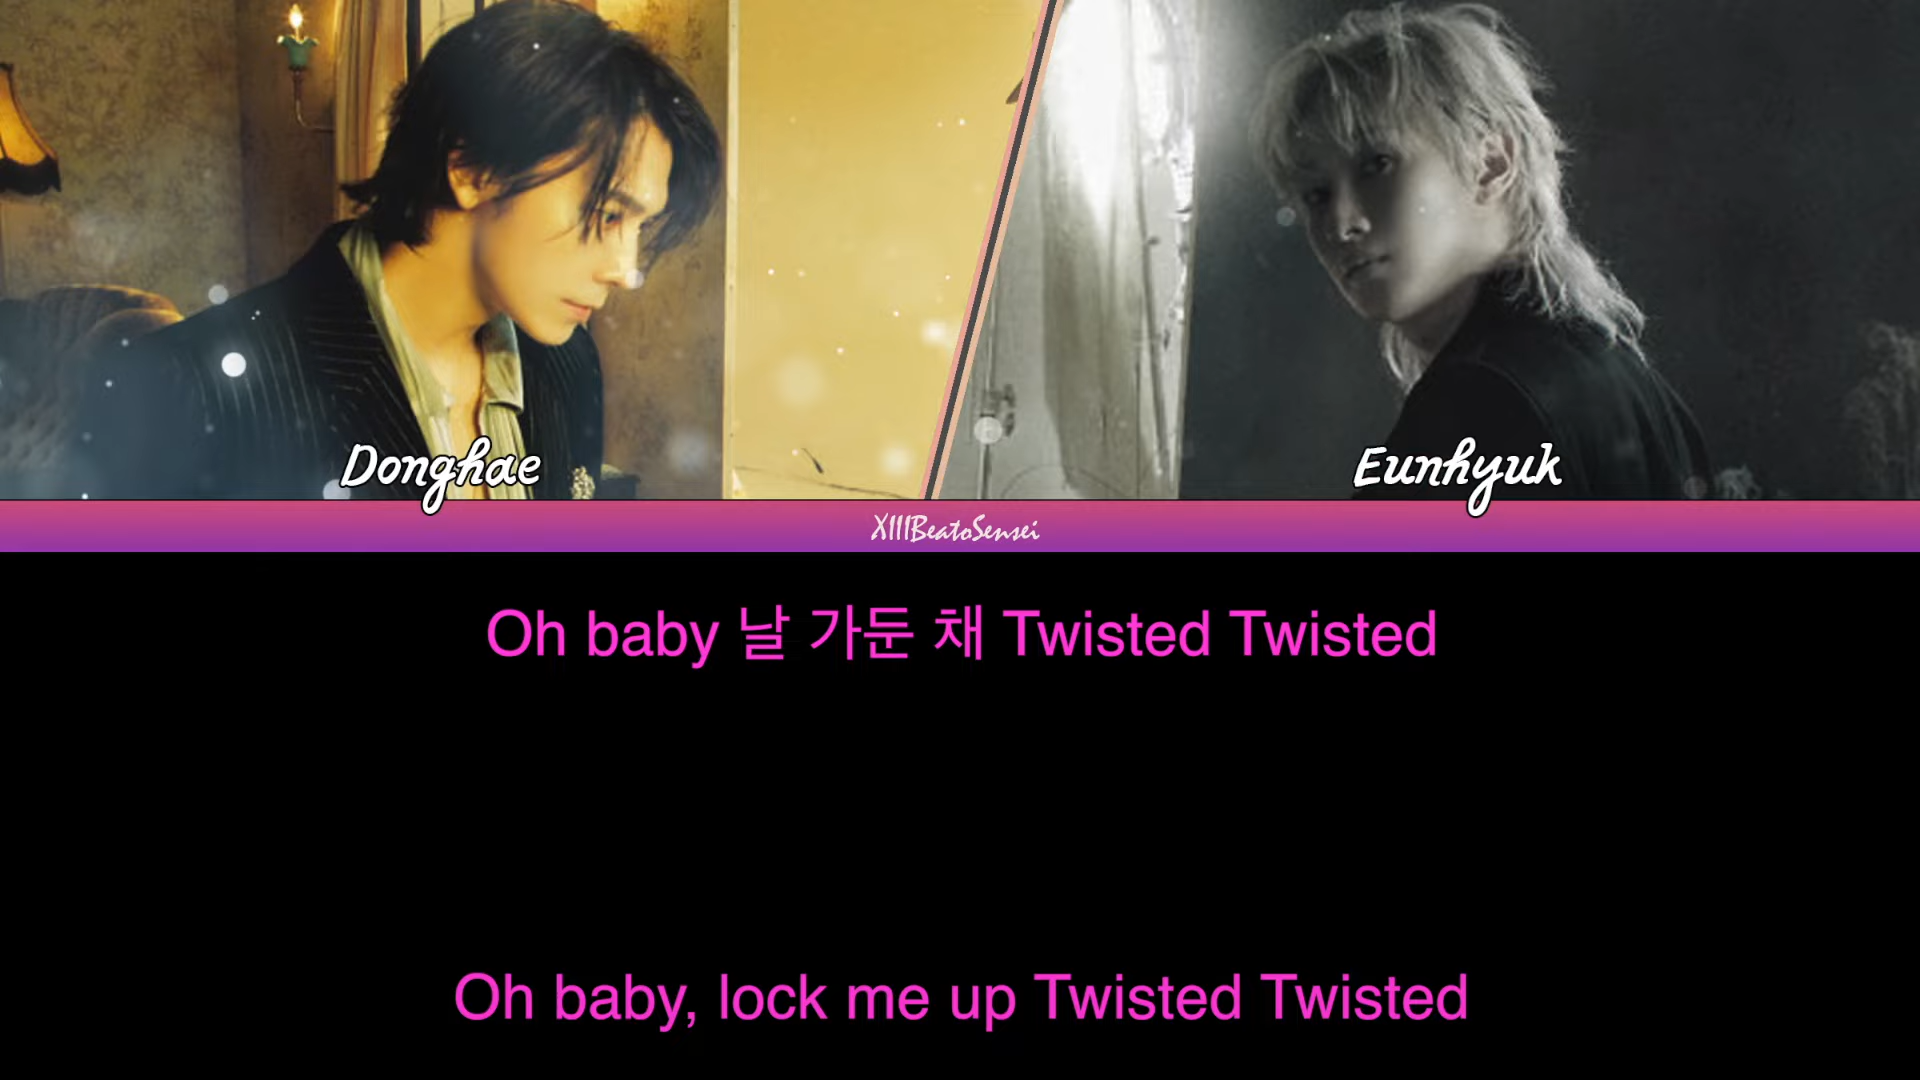 Donghae
Eunhyuk
XIIIBeatoSensei
Oh baby 날 가둔 채 Twisted Twisted
Oh baby, lock me up Twisted Twisted